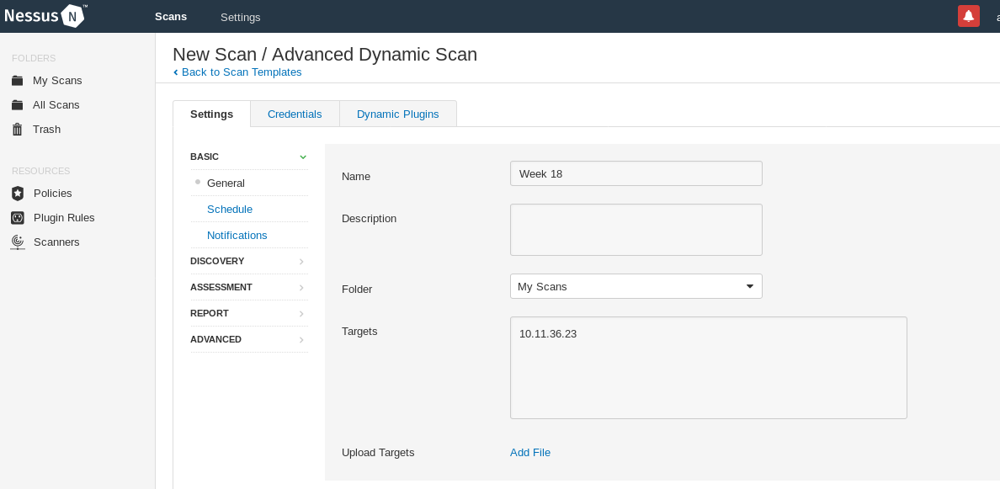 Nessus N ™
Scans
Settings
a
FOLDERS
My Scans
All Scans
Trash
RESOURCES
Policies
Plugin Rules
Scanners
New Scan / Advanced Dynamic Scan
Back to Scan Templates
Settings
Credentials
Dynamic Plugins
BASIC
General
Schedule
Notifications
DISCOVERY
ASSESSMENT
REPORT
ADVANCED
Name
Week 18
Description
Folder
My Scans
Targets
10.11.36.23
Upload Targets
Add File